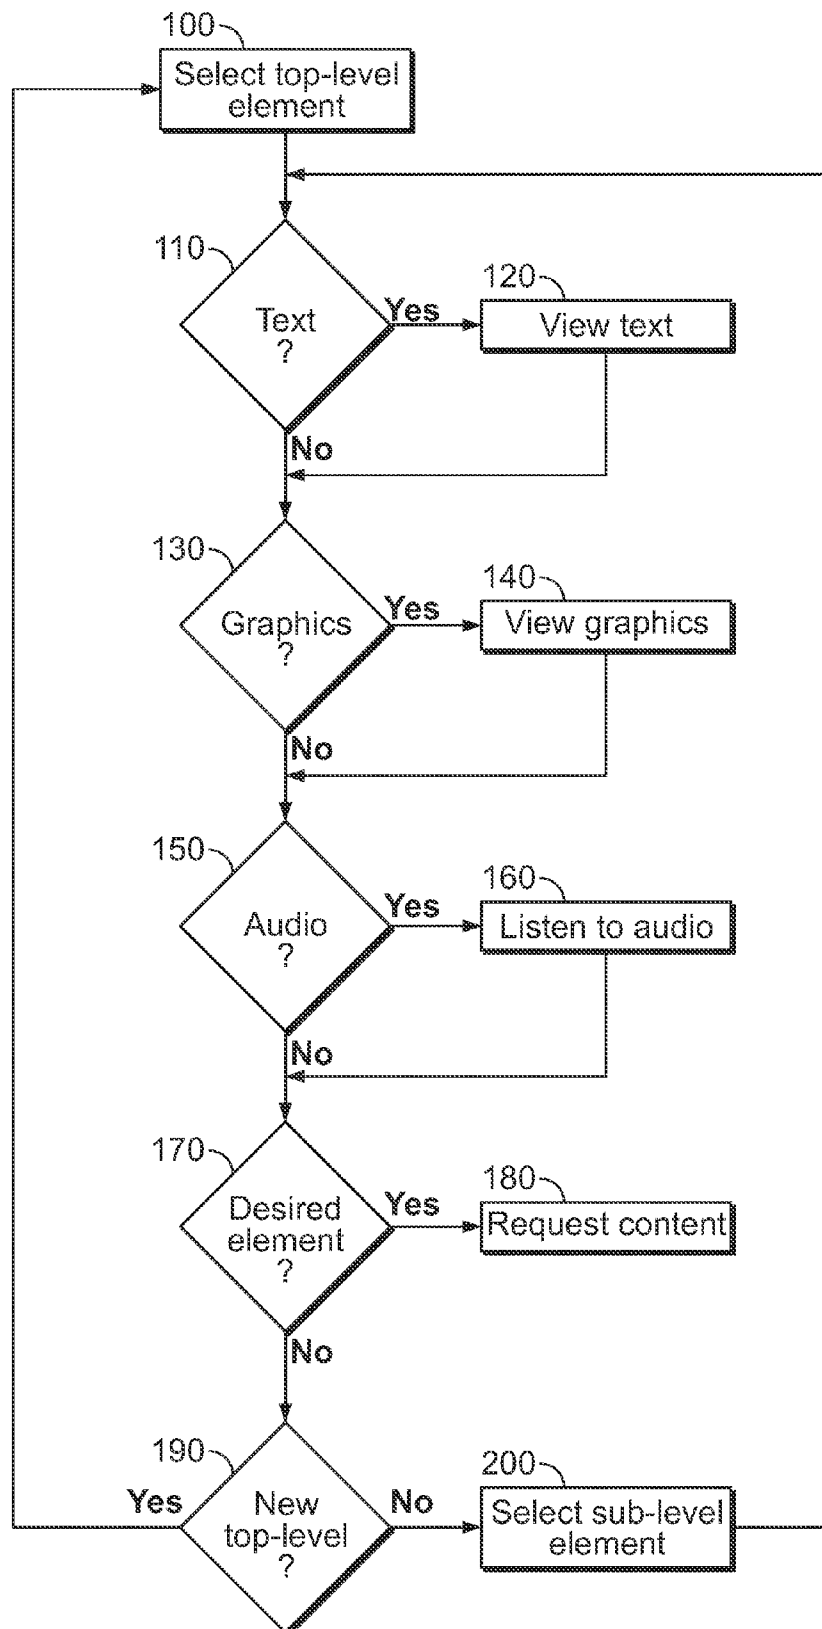 100
Select top-level
element
110
Text
?
Yes
120
View text
No
130
Graphics
?
Yes
140
View graphics
No
150
Audio
?
Yes
160
Listen to audio
No
170
Desired
element
?
Yes
180
Request content
No
190
Yes
New
top-level
?
No
200
Select sub-level
element